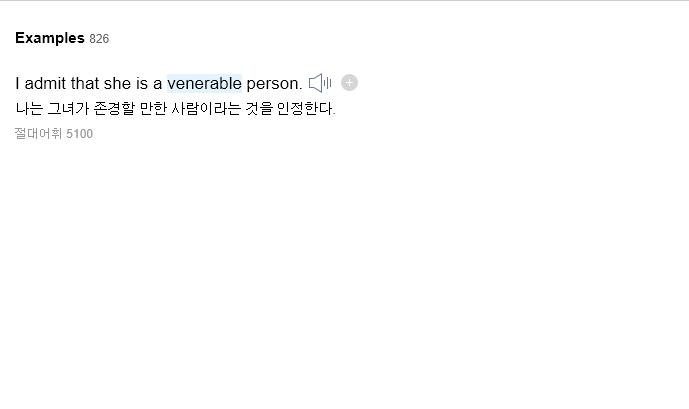 Examples 826
I admit that she is a venerable person.
나는 그녀가 존경할 만한 사람이라는 것을 인정한다.
절대어휘 5100